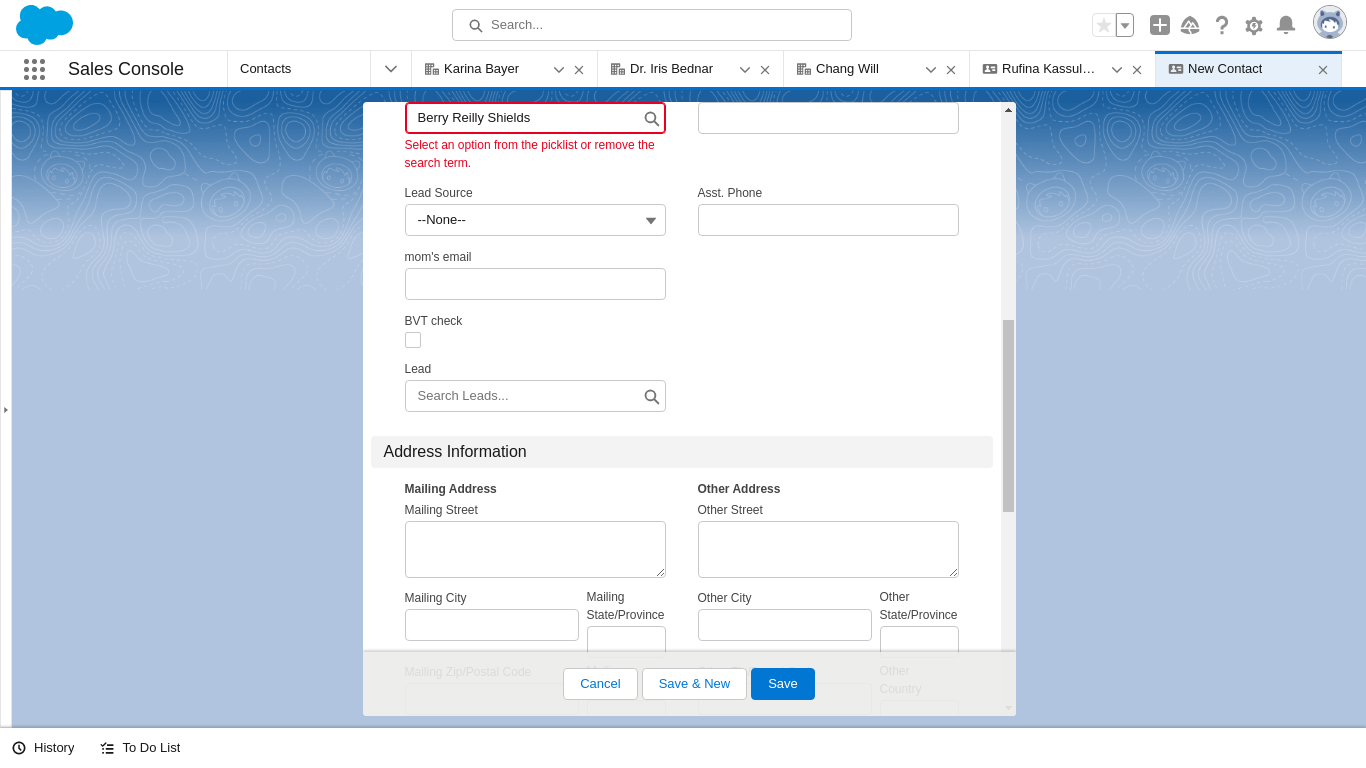 Search...
Sales Console
Contacts
Karina Bayer
Dr. Iris Bednar
Chang Will
Rufina Kassul...
New Contact
Berry Reilly Shields
Select an option from the picklist or remove the
search term.
Lead Source
Asst. Phone
--None--
mom's email
BVT check
Lead
Search Leads...
Address Information
Mailing Address
Other Address
Mailing Street
Other Street
Mailing City
Mailing
State/Province
Other City
Other
State/Province
Mailing Zip/Postal Code
Other
Country
Cancel
Save & New
Save
History
To Do List